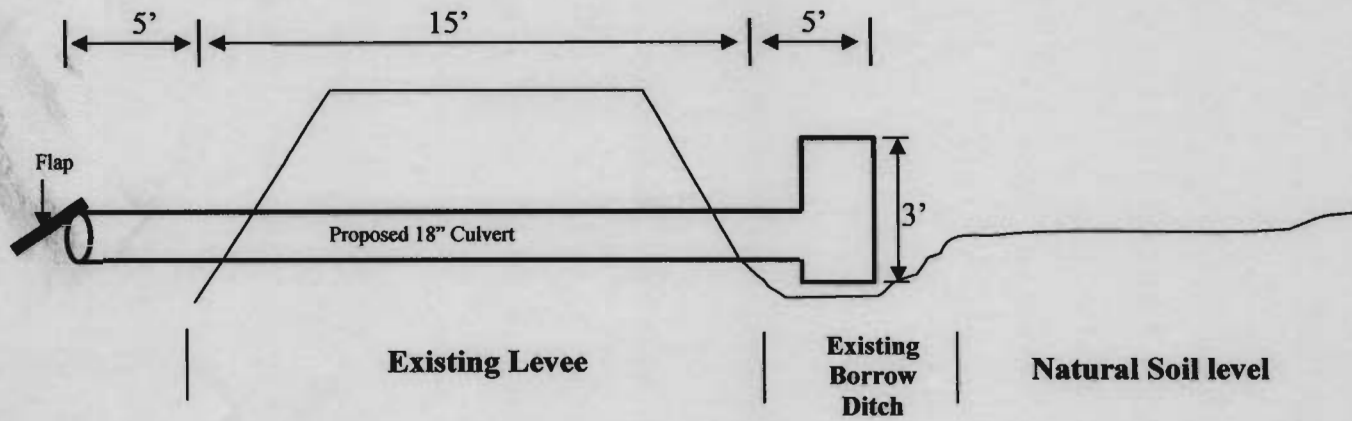 5’
15’
5’
Flap
3’
Proposed 18” Culvert
Existing Levee
Existing
Borrow
Ditch
Natural Soil level